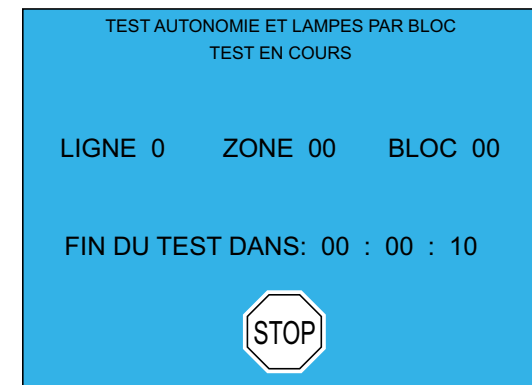 TEST AUTONOMIE ET LAMPES PAR BLOC
TEST EN COURS
LIGNE 0 ZONE 00 BLOC 00
FIN DU TEST DANS: 00 : 00 : 10
STOP